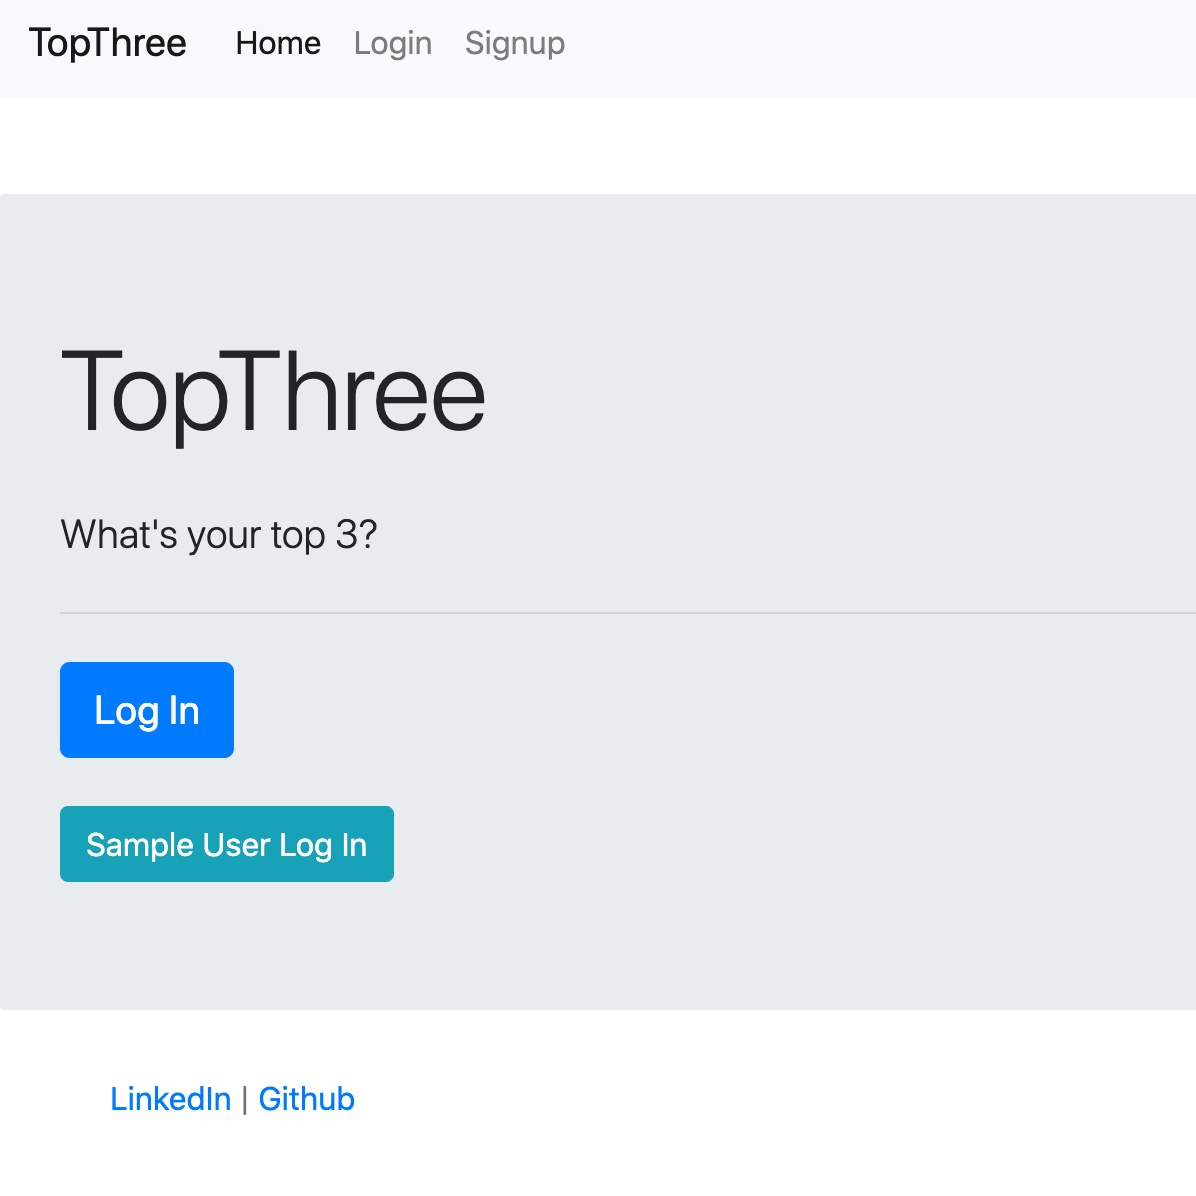 TopThree Home Login Signup
TopThree
What's your top 3?
Log In
Sample User Log In
LinkedIn | Github